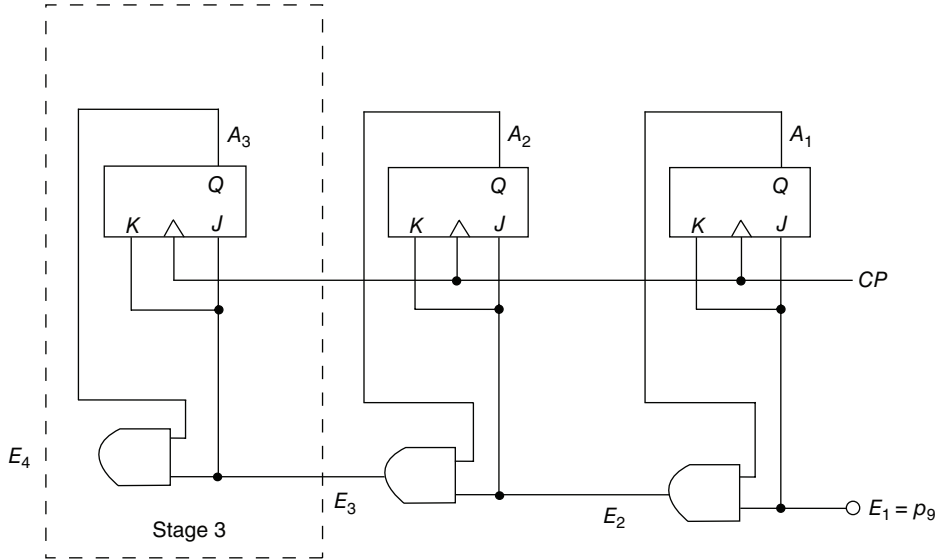 A3 A2 A1
Q Q Q
K J K J K J
CP
E4 E3 E2 E1 = p9
Stage 3